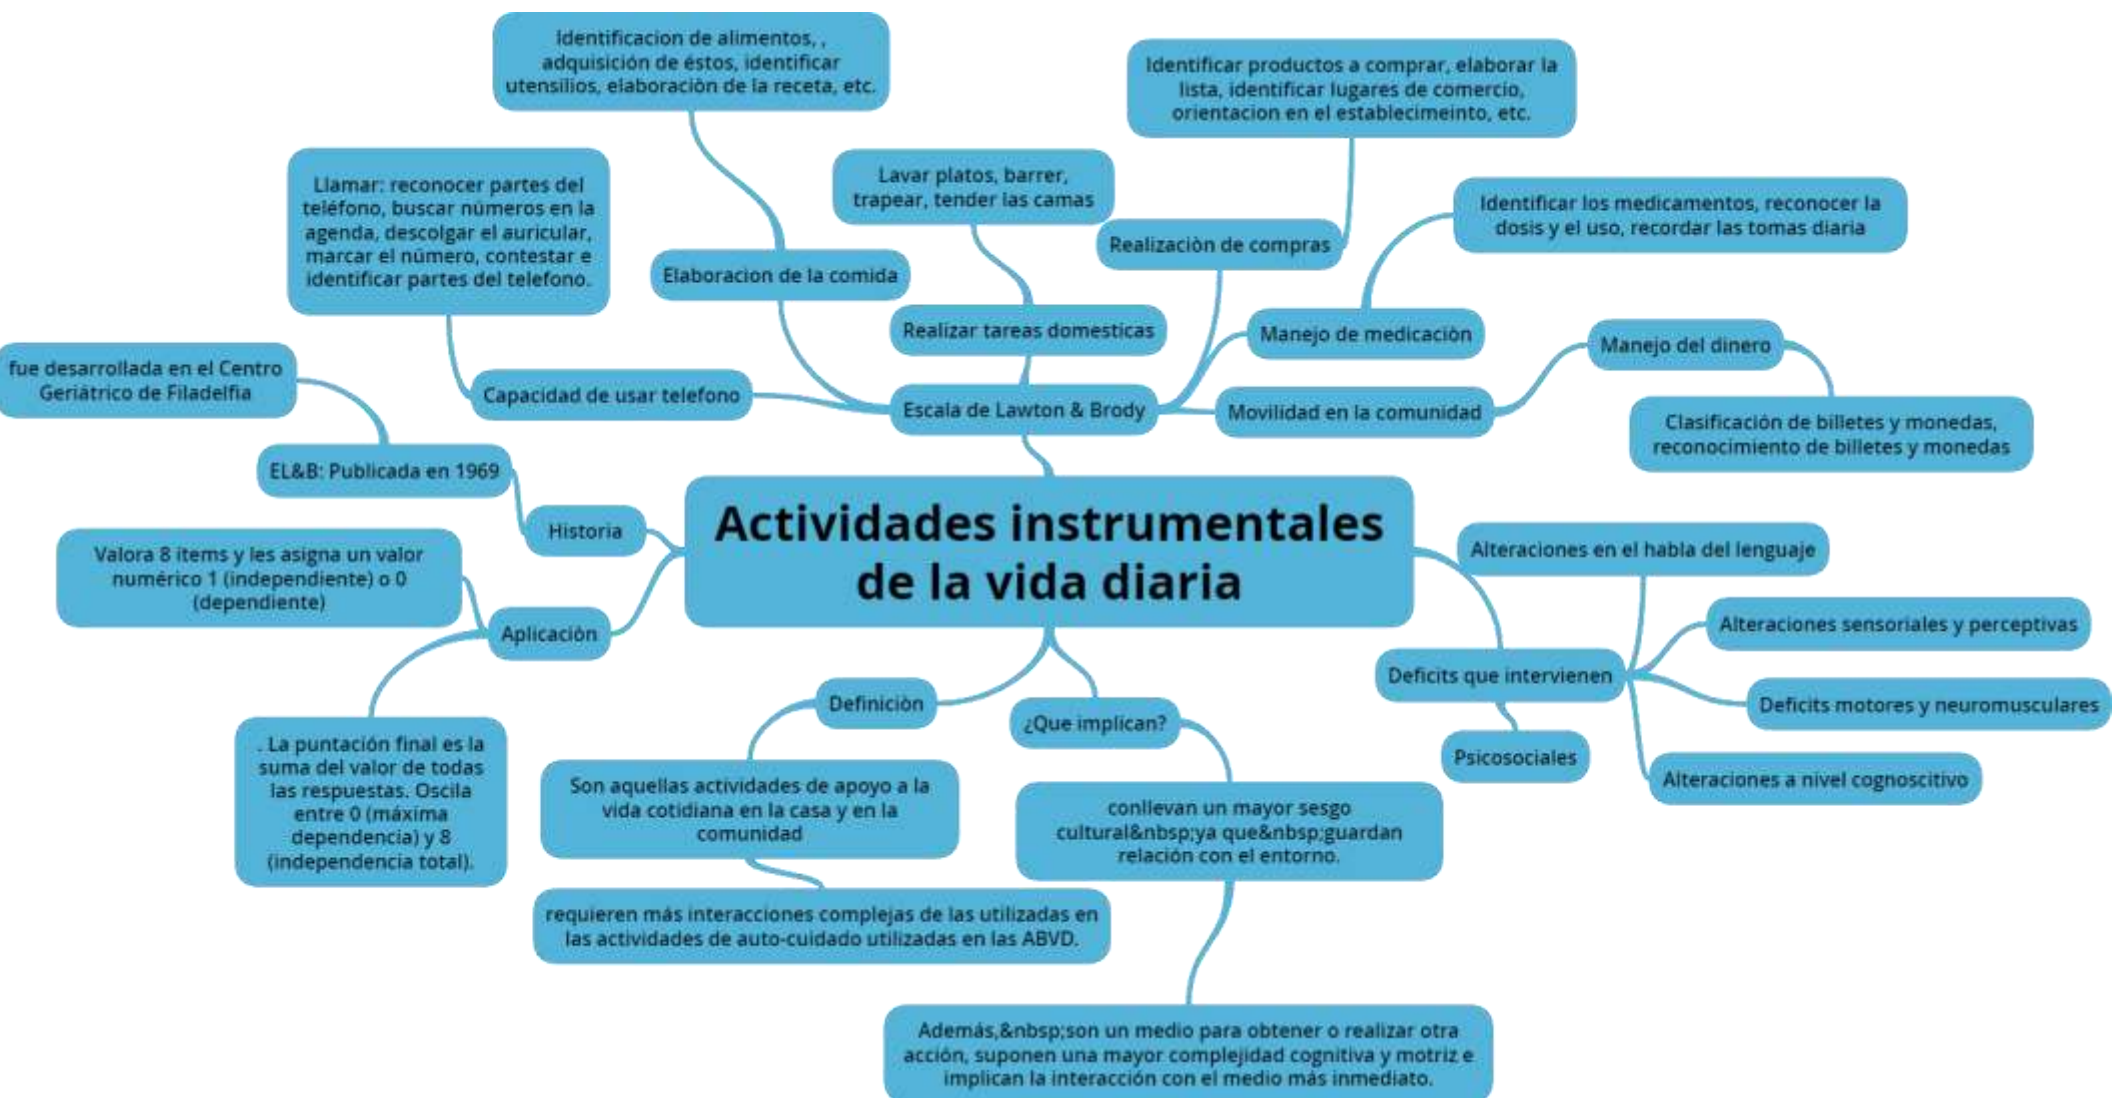 Identificacion de alimentos, ,
adquisición de éstos, identificar
utensilios, elaboraciòn de la receta, etc.
Identificar productos a comprar, elaborar la
lista, identificar lugares de comercio,
orientacion en el establecimeinto, etc.
Llamar: reconocer partes del
teléfono, buscar números en la
agenda, descolgar el auricular,
marcar el número, contestar e
identificar partes del telefono.
Lavar platos, barrer,
trapear, tender las camas
Identificar los medicamentos, reconocer la
dosis y el uso, recordar las tomas diaria
Realizaciòn de compras
Elaboracion de la comida
Realizar tareas domesticas
Manejo de medicaciòn
Manejo del dinero
fue desarrollada en el Centro
Geriátrico de Filadelfia
Capacidad de usar telefono
Escala de Lawton & Brody
Movilidad en la comunidad
Clasificación de billetes y monedas,
reconocimiento de billetes y monedas
EL&B: Publicada en 1969
Historia
Actividades instrumentales
de la vida diaria
Alteraciones en el habla del lenguaje
Valora 8 ítems y les asigna un valor
numérico 1 (independiente) o 0
(dependiente)
Aplicaciòn
Alteraciones sensoriales y perceptivas
Deficits que intervienen
Deficits motores y neuromusculares
Definiciòn
¿Que implican?
Psicosociales
Alteraciones a nivel cognoscitivo
. La puntación final es la
suma del valor de todas
las respuestas. Oscila
entre 0 (máxima
dependencia) y 8
(independencia total).
Son aquellas actividades de apoyo a la
vida cotidiana en la casa y en la
comunidad
conllevan un mayor sesgo
cultural&nbsp;ya que&nbsp;guardan
relación con el entorno.
requieren más interacciones complejas de las utilizadas en
las actividades de auto-cuidado utilizadas en las ABVD.
Además,&nbsp;son un medio para obtener o realizar otra
acción, suponen una mayor complejidad cognitiva y motriz e
implican la interacción con el medio más inmediato.